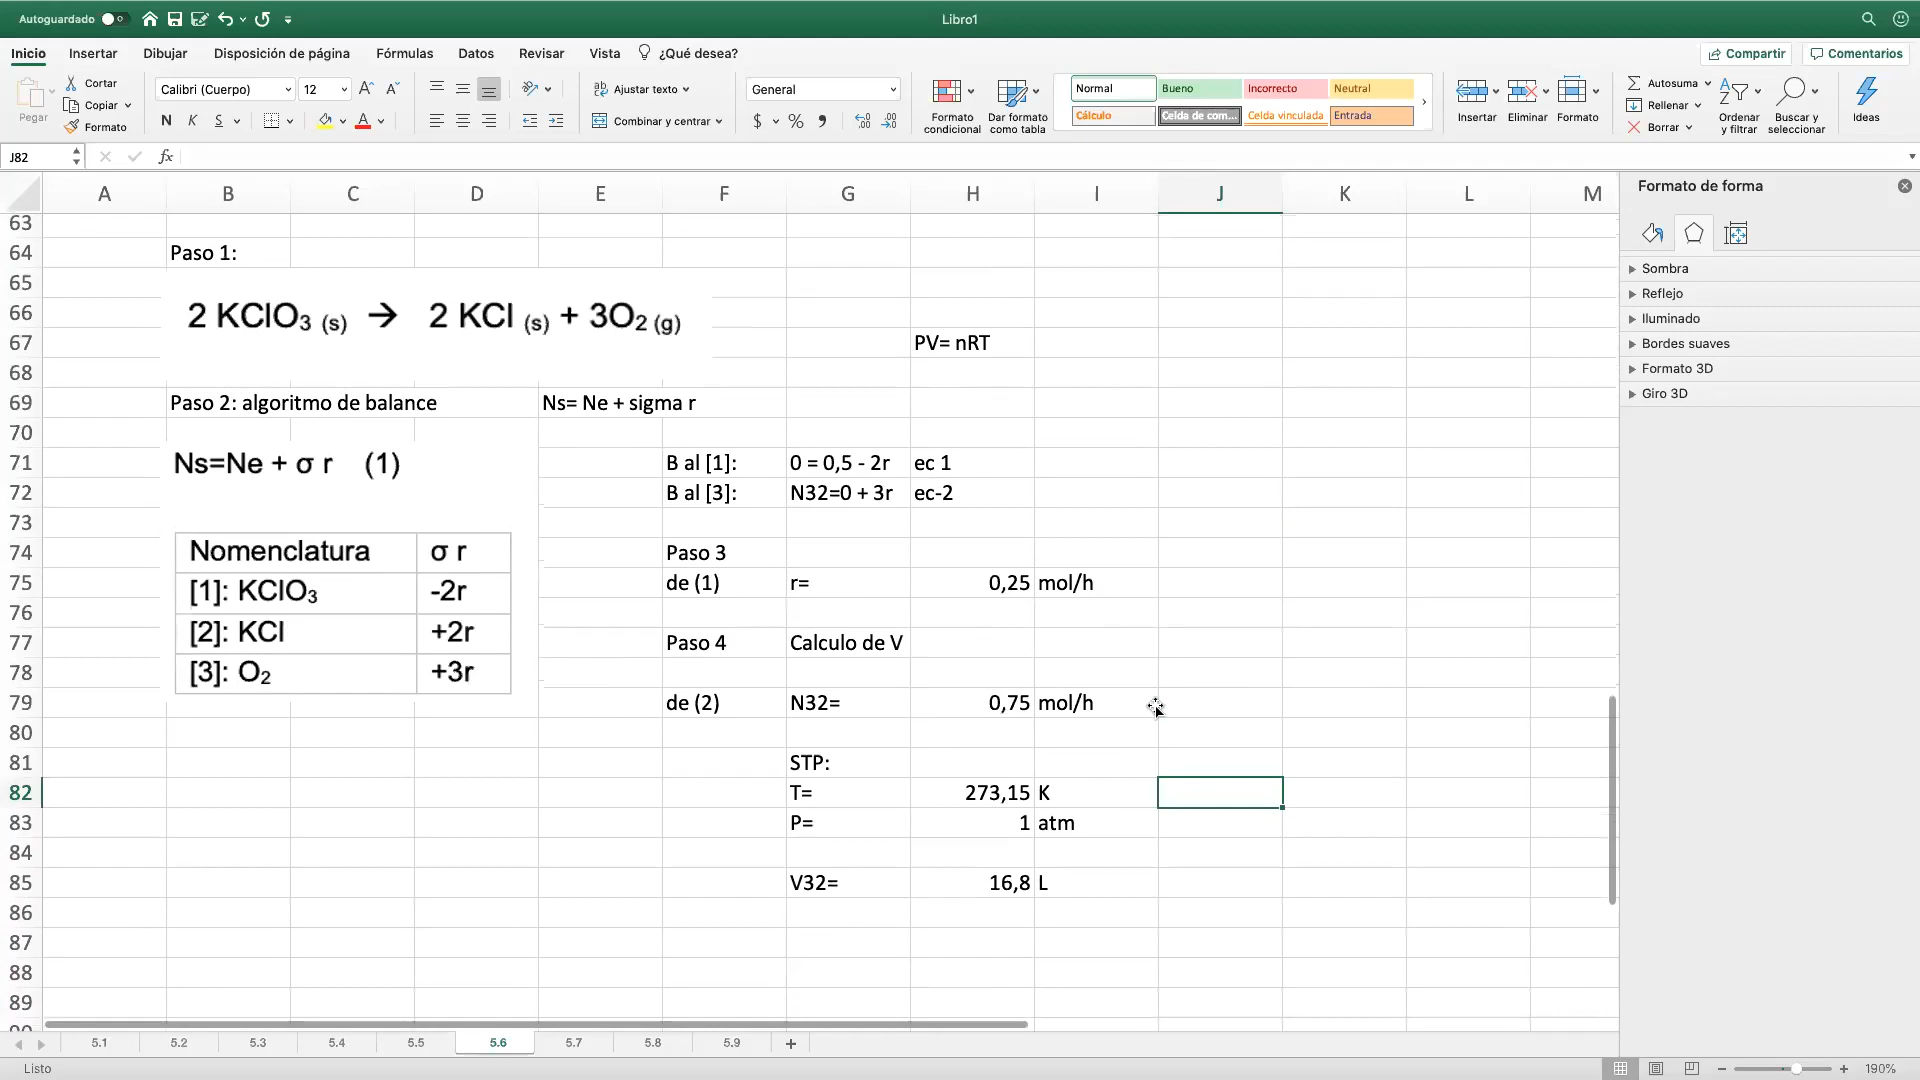 Autoguardado
Libro1
Inicio Insertar Dibujar Disposición de página Fórmulas Datos Revisar Vista ¿Qué desea? Compartir Comentarios
Pegar
Cortar
Copiar
Formato
Calibri (Cuerpo) 12
N K S
Ajustar texto
Combinar y centrar
General
$ % 9
Formato condicional
Dar formato como tabla
Normal Bueno Incorrecto Neutral
Cálculo Celda de com... Celda vinculada Entrada
Insertar Eliminar Formato
Autosuma
Rellenar
Borrar
Ordenar y filtrar
Buscar y seleccionar
Ideas
J82 fx
A B C D E F G H I J K L M
Formato de forma
Sombra
Reflejo
Iluminado
Bordes suaves
Formato 3D
Giro 3D
63
64 Paso 1:
65
66 2 KClO3 (s) → 2 KCl (s) + 3O2 (g)
67 PV= nRT
68
69 Paso 2: algoritmo de balance Ns= Ne + sigma r
70
71 Ns=Ne + σ r (1) B al [1]: 0 = 0,5 - 2r ec 1
72 B al [3]: N32=0 + 3r ec-2
73
74 Nomenclatura σ r Paso 3
75 [1]: KClO3 -2r de (1) r= 0,25 mol/h
76
77 [2]: KCl +2r Paso 4 Calculo de V
78 [3]: O2 +3r
79 de (2) N32= 0,75 mol/h
80
81 STP:
82 T= 273,15 K
83 P= 1 atm
84
85 V32= 16,8 L
86
87
88
89
90
5.1 5.2 5.3 5.4 5.5 5.6 5.7 5.8 5.9 +
Listo 190%